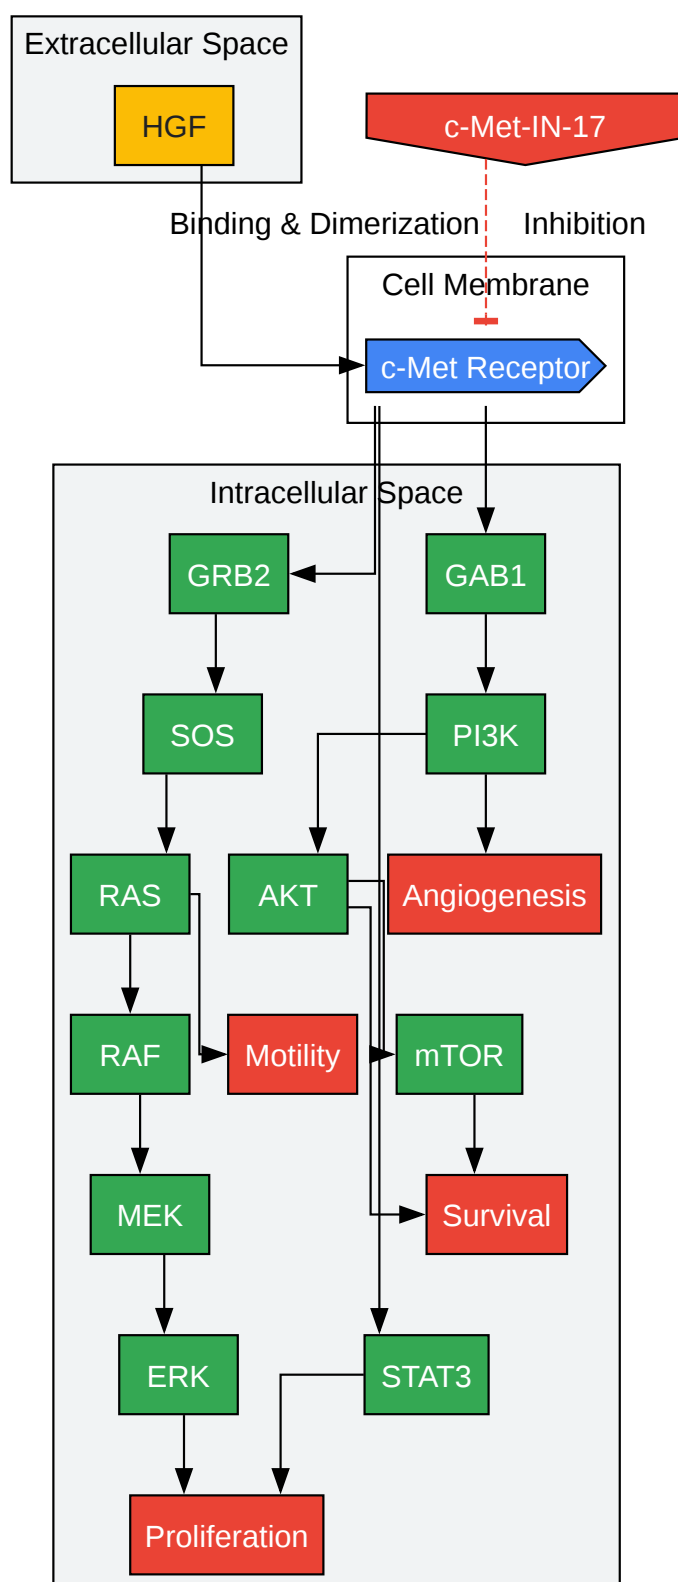 Extracellular Space
HGF
c-Met-IN-17
Binding & Dimerization
Inhibition
Cell Membrane
c-Met Receptor
Intracellular Space
GRB2
GAB1
SOS
PI3K
RAS
AKT
Angiogenesis
RAF
Motility
mTOR
MEK
Survival
ERK
STAT3
Proliferation